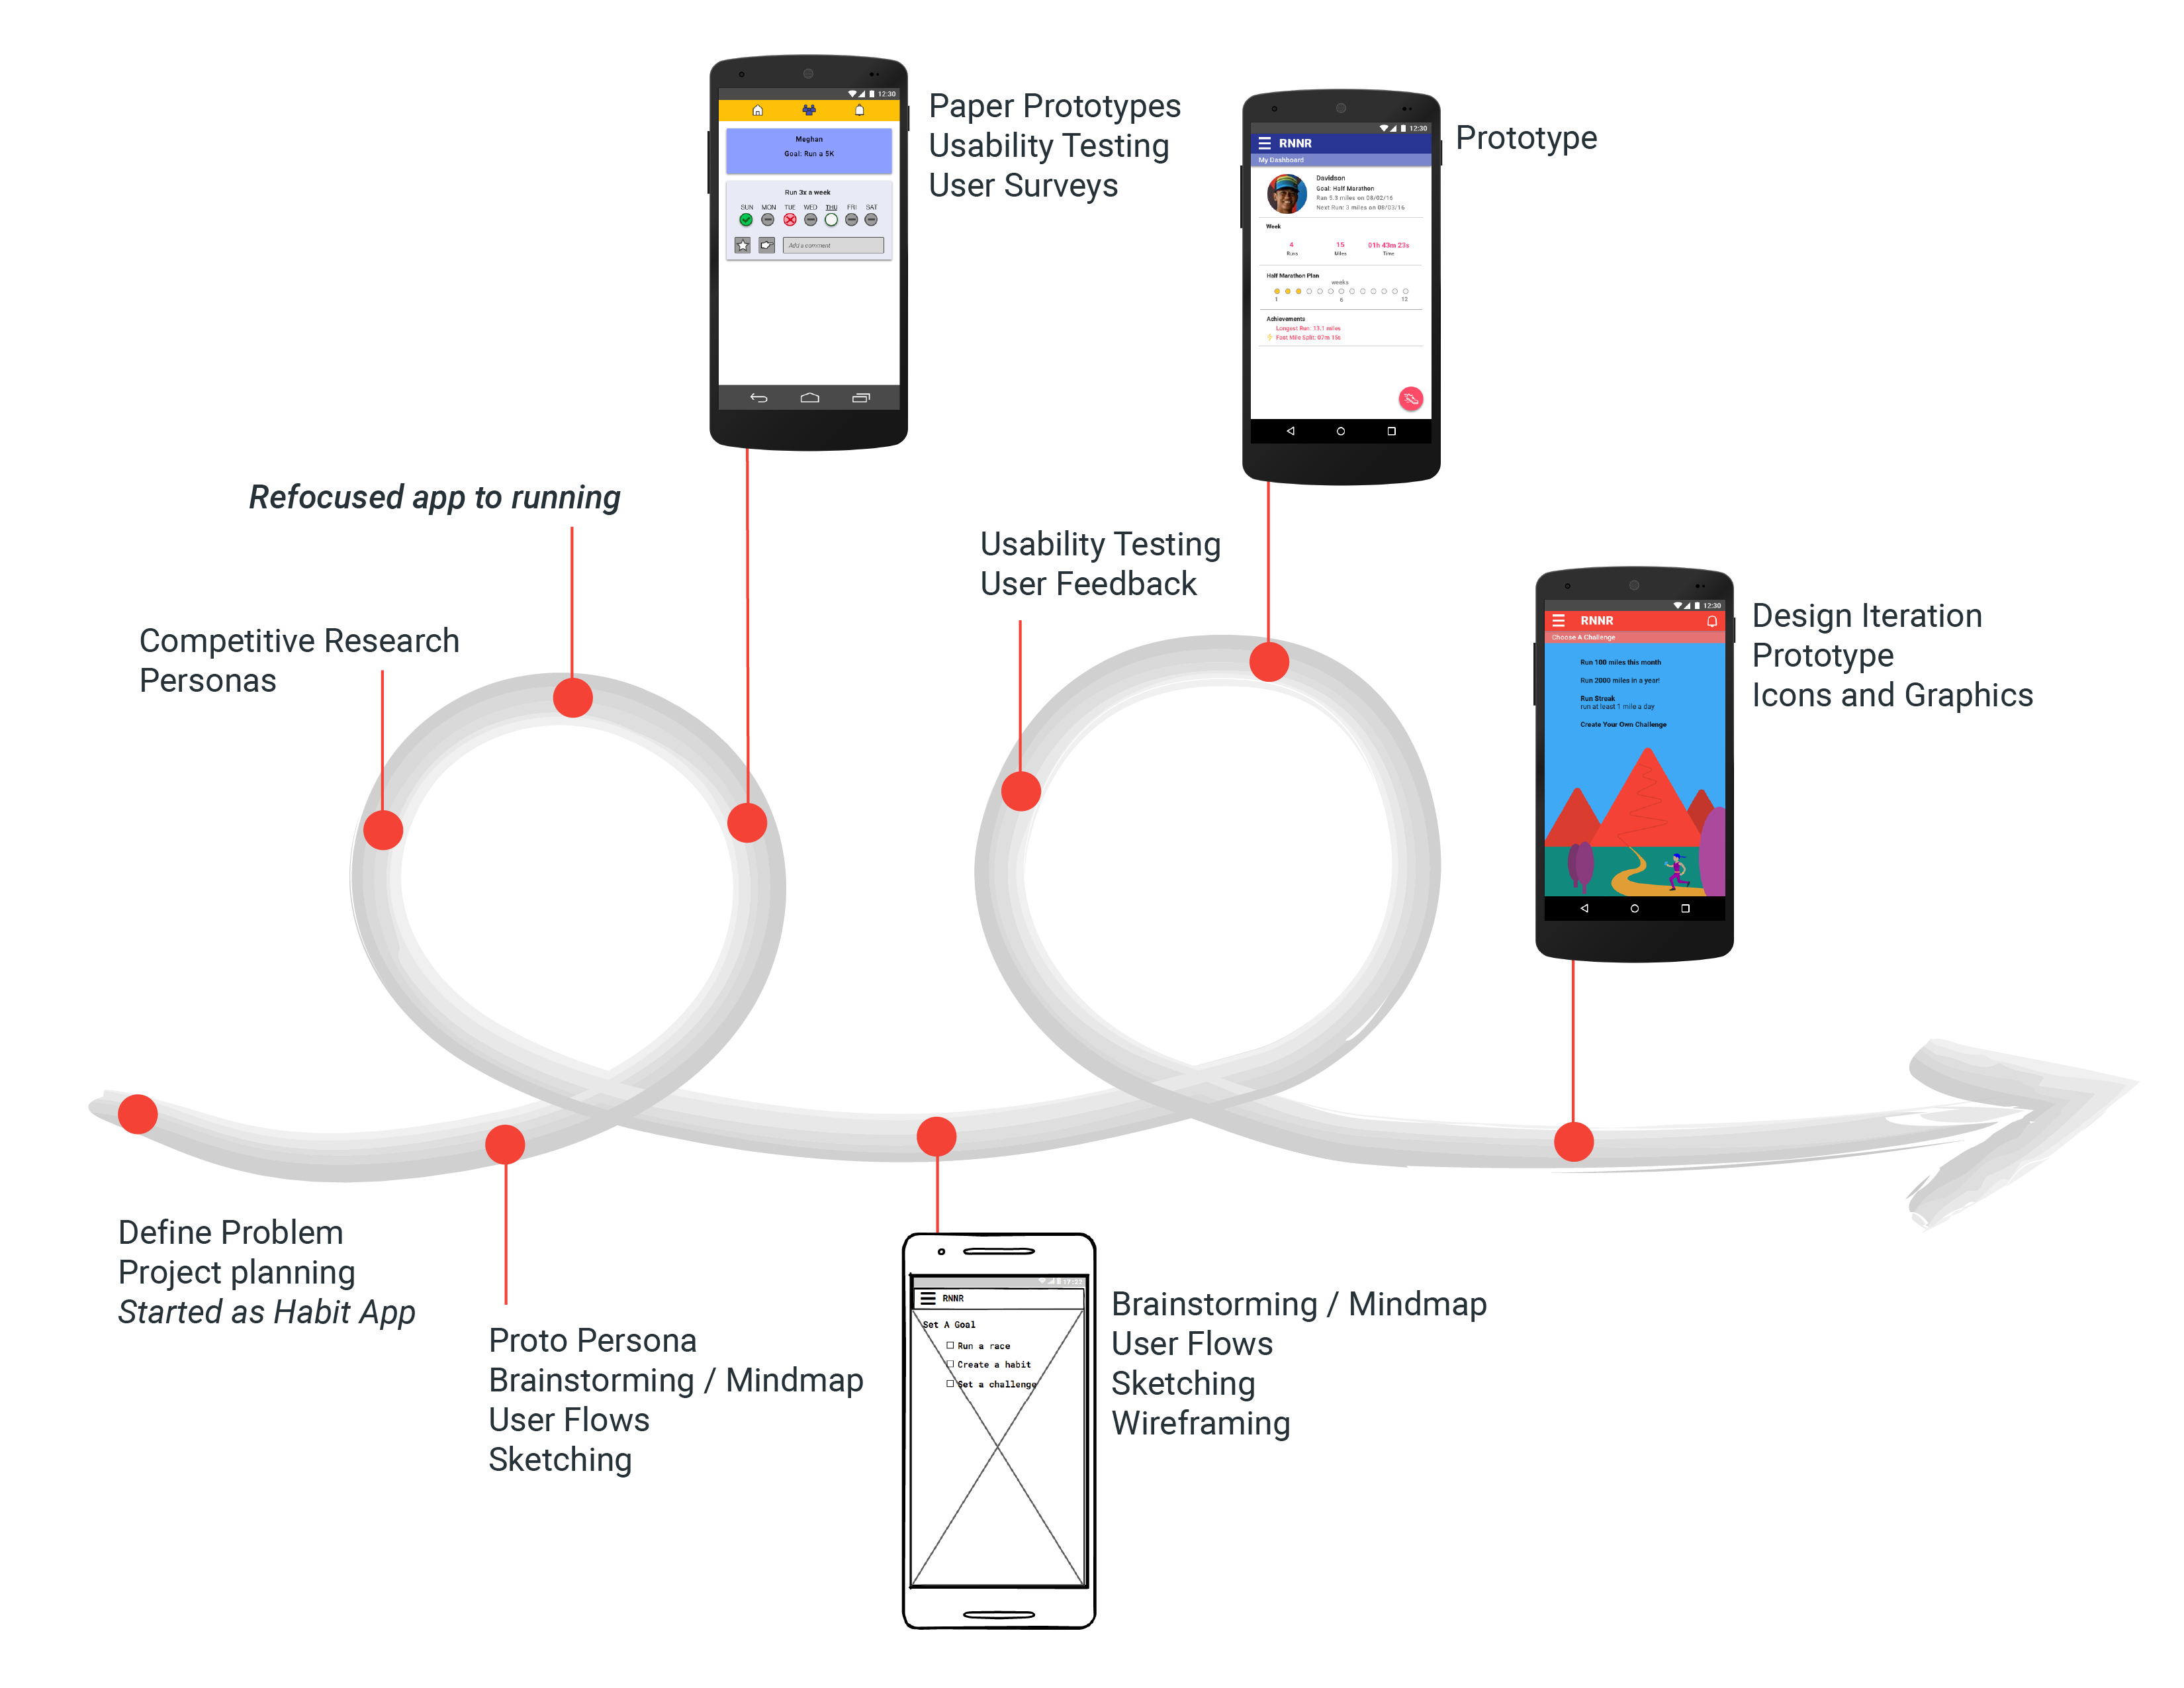 12:30
Meghan
Goal: Run a 5K
Run 3x a week
SUN MON TUE WED THU FRI SAT
Add a comment
Paper Prototypes
Usability Testing
User Surveys
12:30
RNNR
My Dashboard
Davidson
Goal: Half Marathon
Ran 5.3 miles on 08/02/16
Next Run: 3 miles on 08/03/16
Week
4 15 01h 43m 23s
Runs Miles Time
Half Marathon Plan
weeks
1 6 12
Achievements
Longest Run: 13.1 miles
Fast Mile Split: 07m 15s
Prototype
Refocused app to running
Usability Testing
User Feedback
Competitive Research
Personas
12:30
RNNR
Choose A Challenge
Run 100 miles this month
Run 2000 miles in a year!
Run Streak
run at least 1 mile a day
Create Your Own Challenge
Design Iteration
Prototype
Icons and Graphics
Define Problem
Project planning
Started as Habit App
Proto Persona
Brainstorming / Mindmap
User Flows
Sketching
RNNR
Set A Goal
Run a race
Create a habit
Set a challenge
Brainstorming / Mindmap
User Flows
Sketching
Wireframing